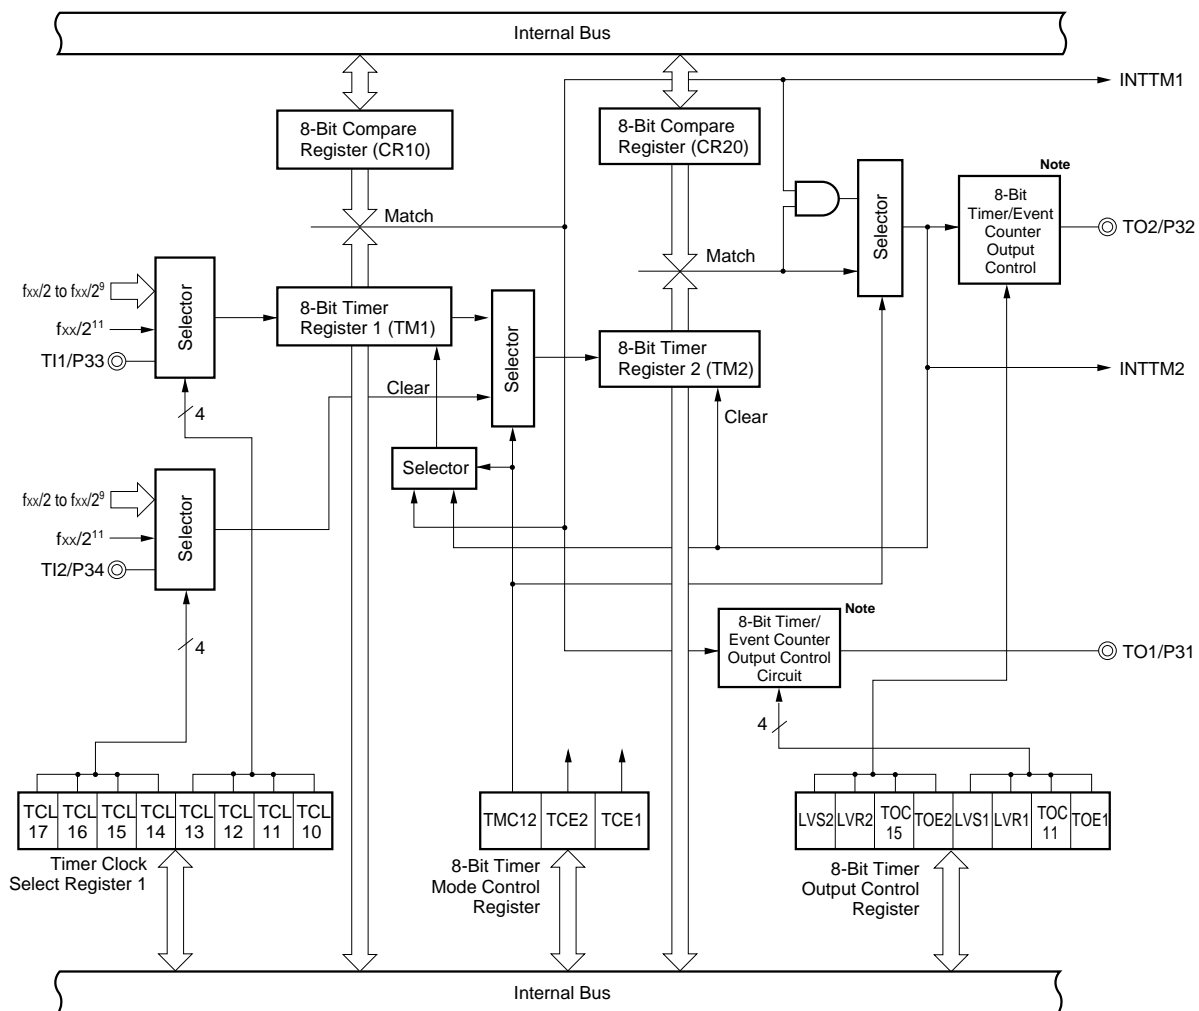 Internal Bus
INTTM1
8-Bit Compare
Register (CR10)
8-Bit Compare
Register (CR20)
Match
Match
Selector
Note
8-Bit
Timer/Event
Counter
Output
Control
TO2/P32
fxx/2 to fxx/2⁹
fxx/2¹¹
TI1/P33
Selector
4
8-Bit Timer
Register 1 (TM1)
Selector
8-Bit Timer
Register 2 (TM2)
INTTM2
Clear
Clear
Selector
fxx/2 to fxx/2⁹
fxx/2¹¹
TI2/P34
Selector
4
Note
8-Bit Timer/
Event Counter
Output Control
Circuit
TO1/P31
4
TCL 17
TCL 16
TCL 15
TCL 14
TCL 13
TCL 12
TCL 11
TCL 10
Timer Clock
Select Register 1
TMC12
TCE2
TCE1
8-Bit Timer
Mode Control
Register
LVS2
LVR2
TOC 15
TOE2
LVS1
LVR1
TOC 11
TOE1
8-Bit Timer
Output Control
Register
Internal Bus